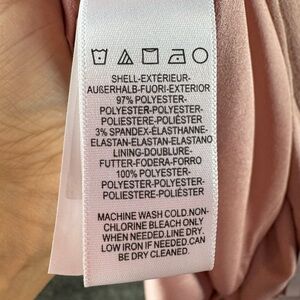 SHELL-EXTÉRIEUR-
AUßERHALB-FUORI-EXTERIOR
97% POLYESTER-
POLYESTER-POLYESTER-
POLIESTERE-POLIÉSTER
3% SPANDEX-ÉLASTHANNE-
ELASTAN-ELASTAN-ELASTANO
LINING-DOUBLURE-
FUTTER-FODERA-FORRO
100% POLYESTER-
POLYESTER-POLYESTER-
POLIESTERE-POLIÉSTER
MACHINE WASH COLD.NON-
CHLORINE BLEACH ONLY
WHEN NEEDED.LINE DRY.
LOW IRON IF NEEDED.CAN
BE DRY CLEANED.